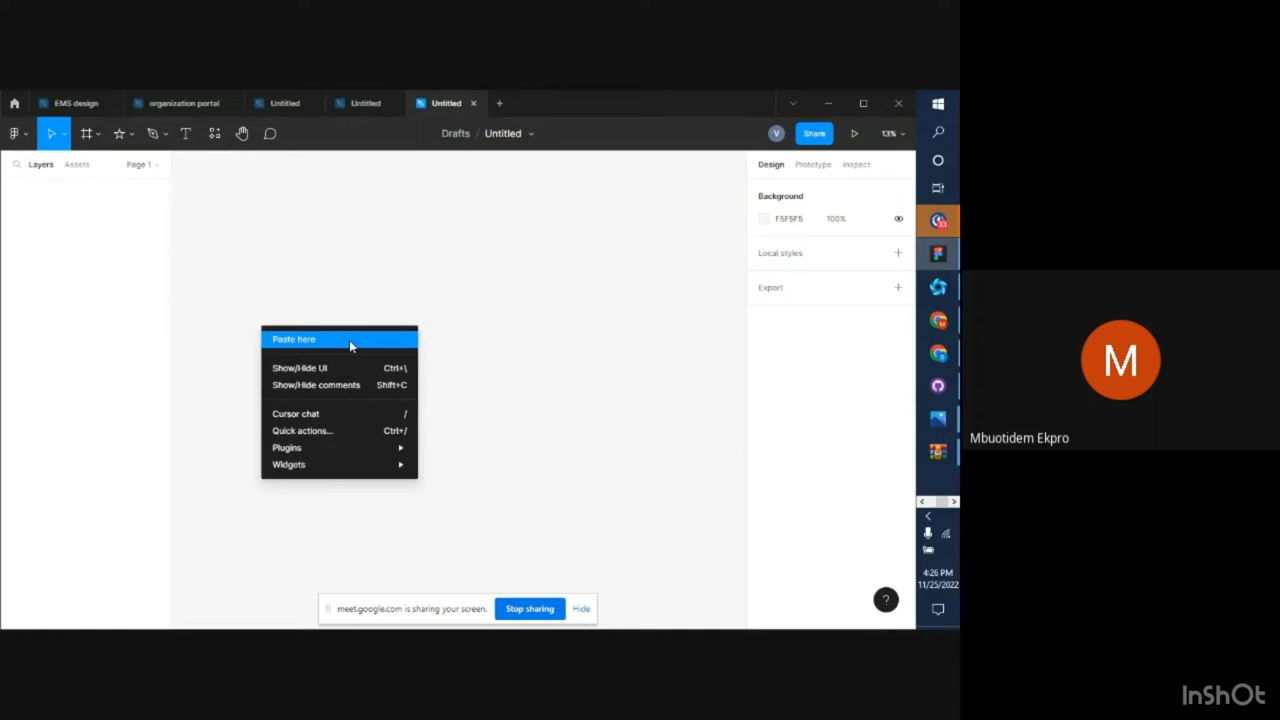 EMS design
organization portal
Untitled
Untitled
Untitled
Drafts / Untitled
V
Share
13%
Layers
Assets
Page 1
Design
Prototype
Inspect
Background
F5F5F5
100%
Local styles
Export
Paste here
Show/Hide UI
Ctrl+\
Show/Hide comments
Shift+C
Cursor chat
/
Quick actions...
Ctrl+/
Plugins
Widgets
M
Mbuotidem Ekpro
4:26 PM
11/25/2022
?
meet.google.com is sharing your screen.
Stop sharing
Hide
InShOt